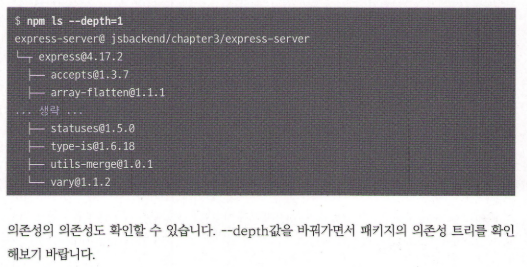 $ npm ls --depth=1
express-server@ jsbackend/chapter3/express-server
└─┬ express@4.17.2
  ├── accepts@1.3.7
  ├── array-flatten@1.1.1
... 생략 ...
  ├── statuses@1.5.0
  ├── type-is@1.6.18
  ├── utils-merge@1.0.1
  └── vary@1.1.2
의존성의 의존성도 확인할 수 있습니다. --depth값을 바꿔가면서 패키지의 의존성 트리를 확인
해보기 바랍니다.